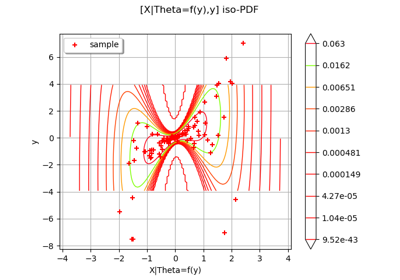 [X|Theta=f(y),y] iso-PDF
sample
6
4
2
0
−2
−4
−6
−8
y
−4 −3 −2 −1 0 1 2 3 4
X|Theta=f(y)
0.063
0.0162
0.00651
0.00286
0.0013
0.000481
0.000149
4.27e-05
1.04e-05
9.52e-43